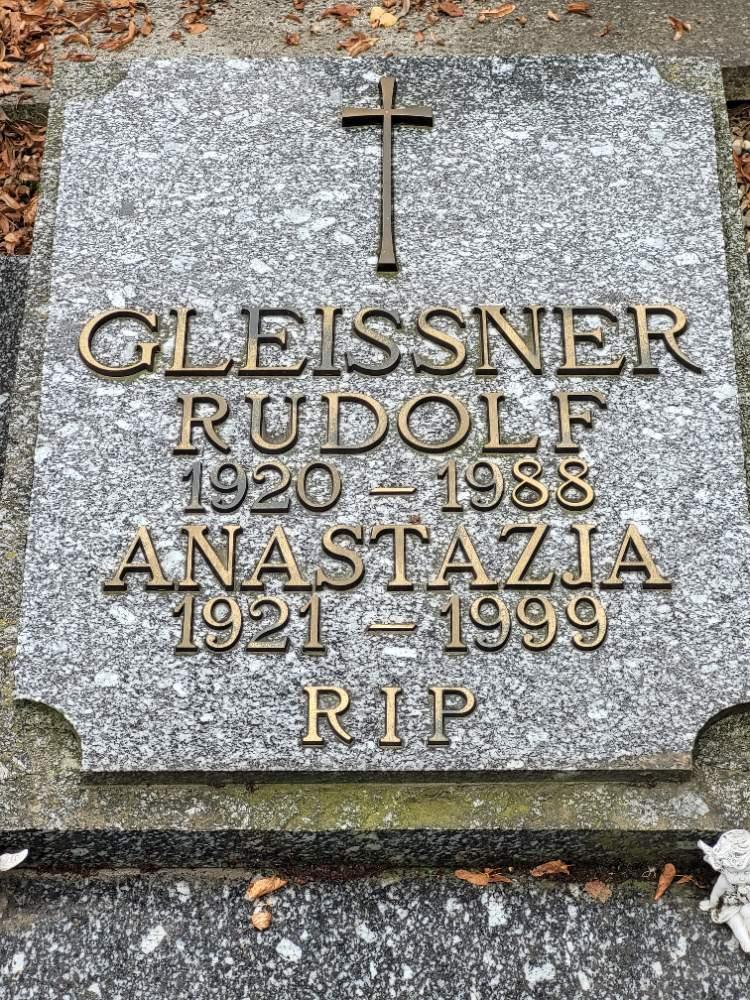 GLEISSNER
RUDOLF
1920 – 1988
ANASTAZJA
1921 – 1999
RIP